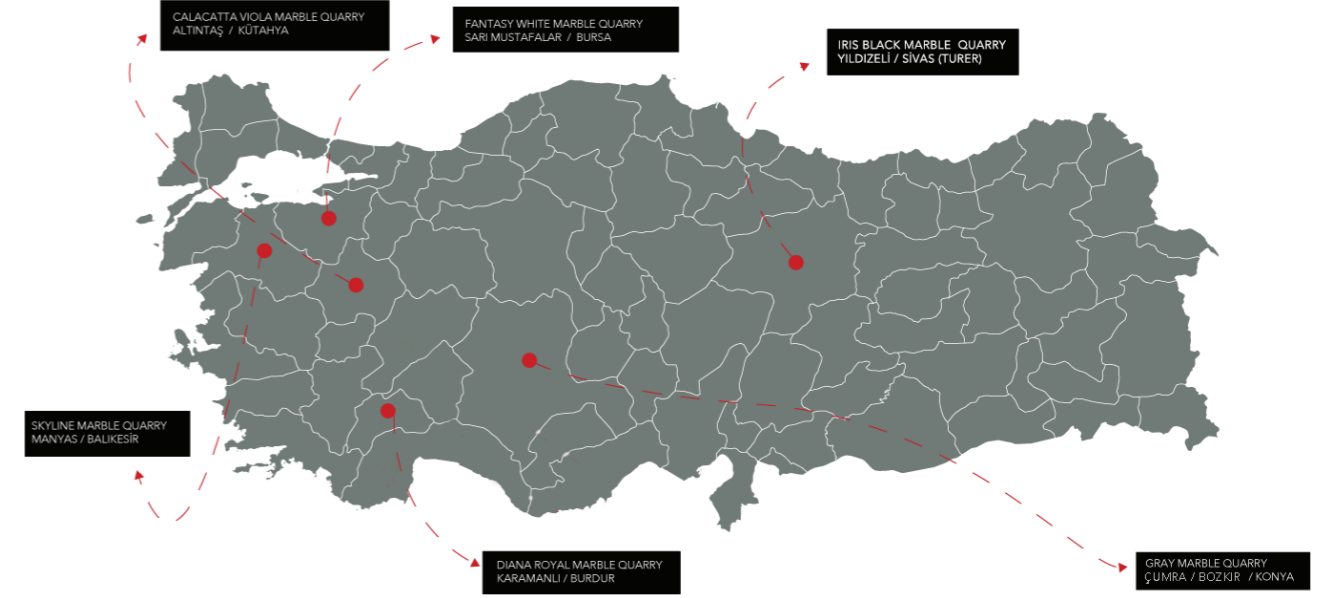 CALACATTA VIOLA MARBLE QUARRY
ALTINTAŞ / KÜTAHYA
FANTASY WHITE MARBLE QUARRY
SARI MUSTAFALAR / BURSA
IRIS BLACK MARBLE QUARRY
YILDIZELİ / SİVAS (TURER)
SKYLINE MARBLE QUARRY
MANYAS / BALIKESİR
DIANA ROYAL MARBLE QUARRY
KARAMANLI / BURDUR
GRAY MARBLE QUARRY
ÇUMRA / BOZKIR / KONYA